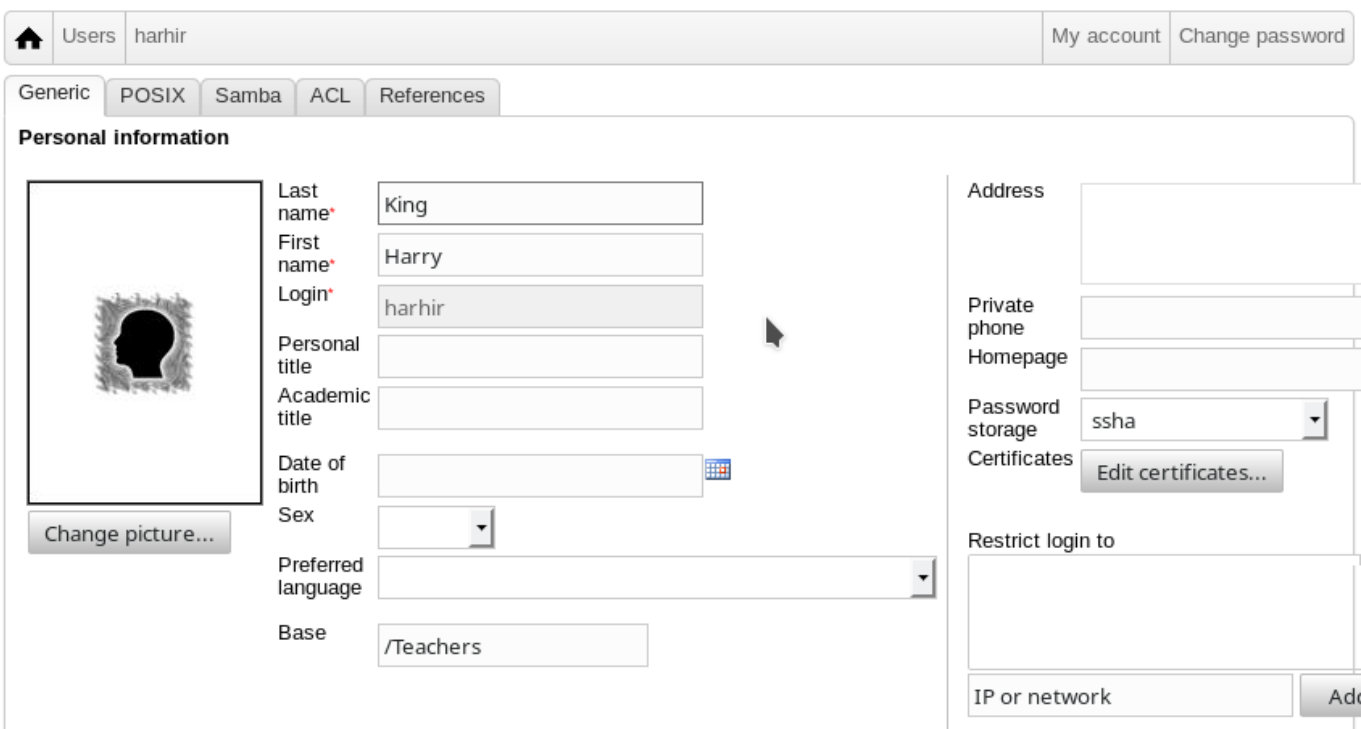 Users harhir My account Change password
Generic POSIX Samba ACL References
Personal information
Last
name*
King
First
name*
Harry
Login*
harhir
Personal
title
Academic
title
Date of
birth
Sex
Preferred
language
Base
/Teachers
Change picture...
Address
Private
phone
Homepage
Password
storage
ssha
Certificates
Edit certificates...
Restrict login to
IP or network